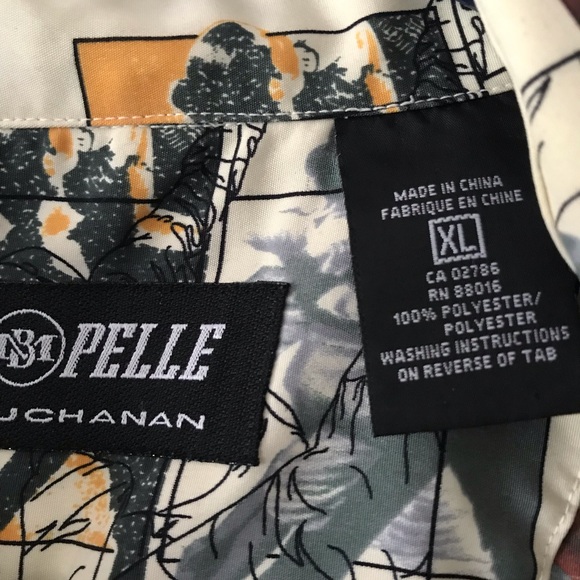 PELLE
UCHANAN
MADE IN CHINA
FABRIQUE EN CHINE
XL
CA 02786
RN 88016
100% POLYESTER/
POLYESTER
WASHING INSTRUCTIONS
ON REVERSE OF TAB